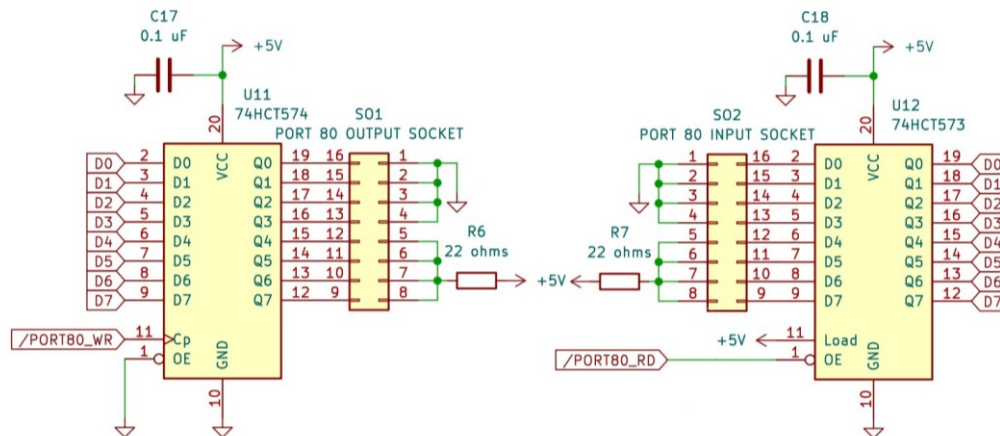 C17
0.1 uF
+5V
U11
74HCT574
20
VCC
SO1
PORT 80 OUTPUT SOCKET
D0 2 D0 Q0 19 16 1
D1 3 D1 Q1 18 15 2
D2 4 D2 Q2 17 14 3
D3 5 D3 Q3 16 13 4
D4 6 D4 Q4 15 12 5
D5 7 D5 Q5 14 11 6
D6 8 D6 Q6 13 10 7
D7 9 D7 Q7 12 9 8
R6
22 ohms
+5V
/PORT80_WR 11 Cp
1 OE
GND
10
C18
0.1 uF
+5V
U12
74HCT573
20
VCC
SO2
PORT 80 INPUT SOCKET
R7
22 ohms
1 16 2 D0 Q0 19 D0
2 15 3 D1 Q1 18 D1
3 14 4 D2 Q2 17 D2
4 13 5 D3 Q3 16 D3
5 12 6 D4 Q4 15 D4
6 11 7 D5 Q5 14 D5
7 10 8 D6 Q6 13 D6
8 9 9 D7 Q7 12 D7
+5V 11 Load
/PORT80_RD 1 OE
GND
10